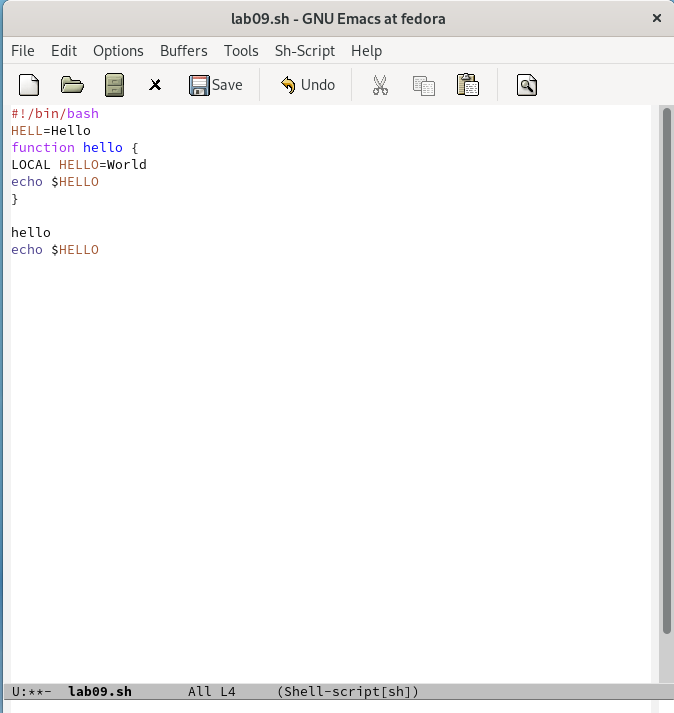 lab09.sh - GNU Emacs at fedora
File Edit Options Buffers Tools Sh-Script Help
Save Undo
#!/bin/bash
HELL=Hello
function hello {
LOCAL HELLO=World
echo $HELLO
}
hello
echo $HELLO
U:**- lab09.sh All L4 (Shell-script[sh])